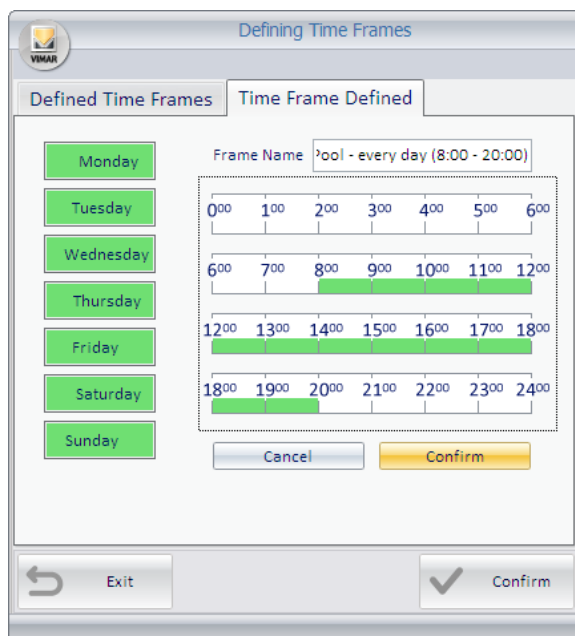 Defining Time Frames
VIMAR
Defined Time Frames
Time Frame Defined
Monday
Tuesday
Wednesday
Thursday
Friday
Saturday
Sunday
Frame Name
Pool - every day (8:00 - 20:00)
0⁰⁰ 1⁰⁰ 2⁰⁰ 3⁰⁰ 4⁰⁰ 5⁰⁰ 6⁰⁰
6⁰⁰ 7⁰⁰ 8⁰⁰ 9⁰⁰ 10⁰⁰ 11⁰⁰ 12⁰⁰
12⁰⁰ 13⁰⁰ 14⁰⁰ 15⁰⁰ 16⁰⁰ 17⁰⁰ 18⁰⁰
18⁰⁰ 19⁰⁰ 20⁰⁰ 21⁰⁰ 22⁰⁰ 23⁰⁰ 24⁰⁰
Cancel
Confirm
Exit
Confirm